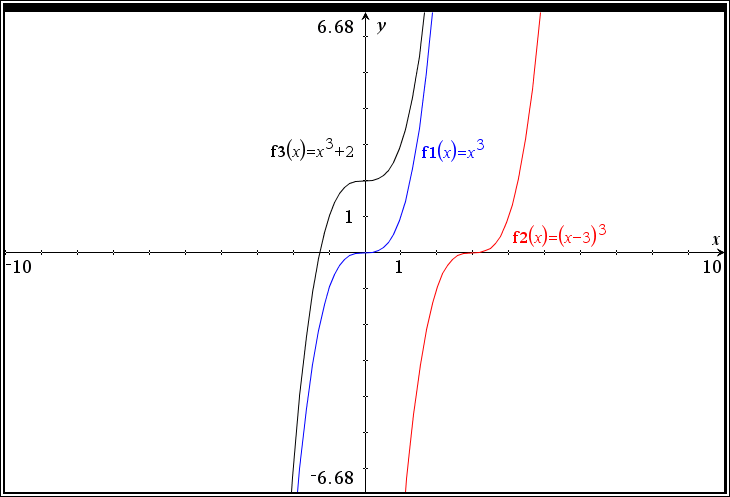 6.68 y
f3(x)=x³+2
f1(x)=x³
1
f2(x)=(x−3)³
x
-10
1
10
-6.68